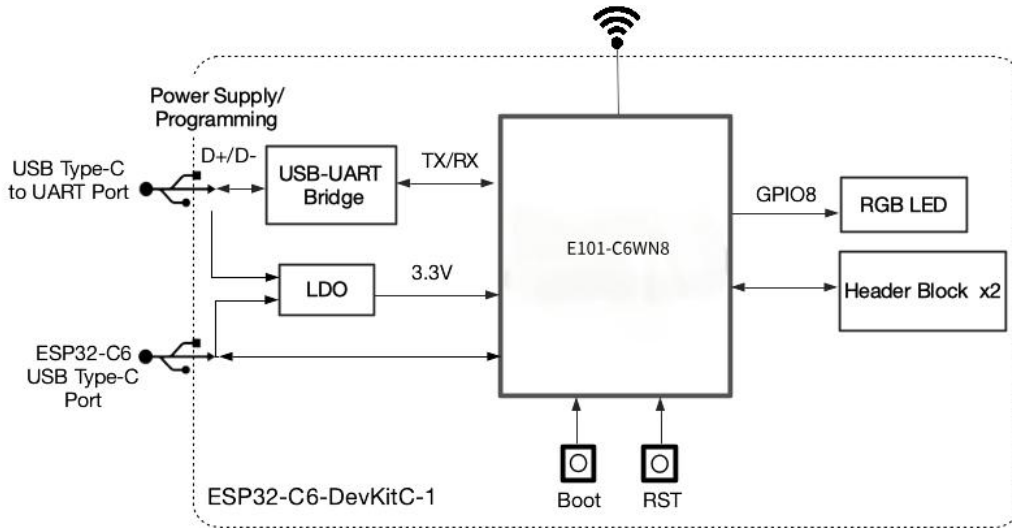 Power Supply/
Programming
USB Type-C
to UART Port
D+/D-
USB-UART
Bridge
TX/RX
E101-C6WN8
GPIO8
RGB LED
LDO
3.3V
Header Block x2
ESP32-C6
USB Type-C
Port
Boot
RST
ESP32-C6-DevKitC-1